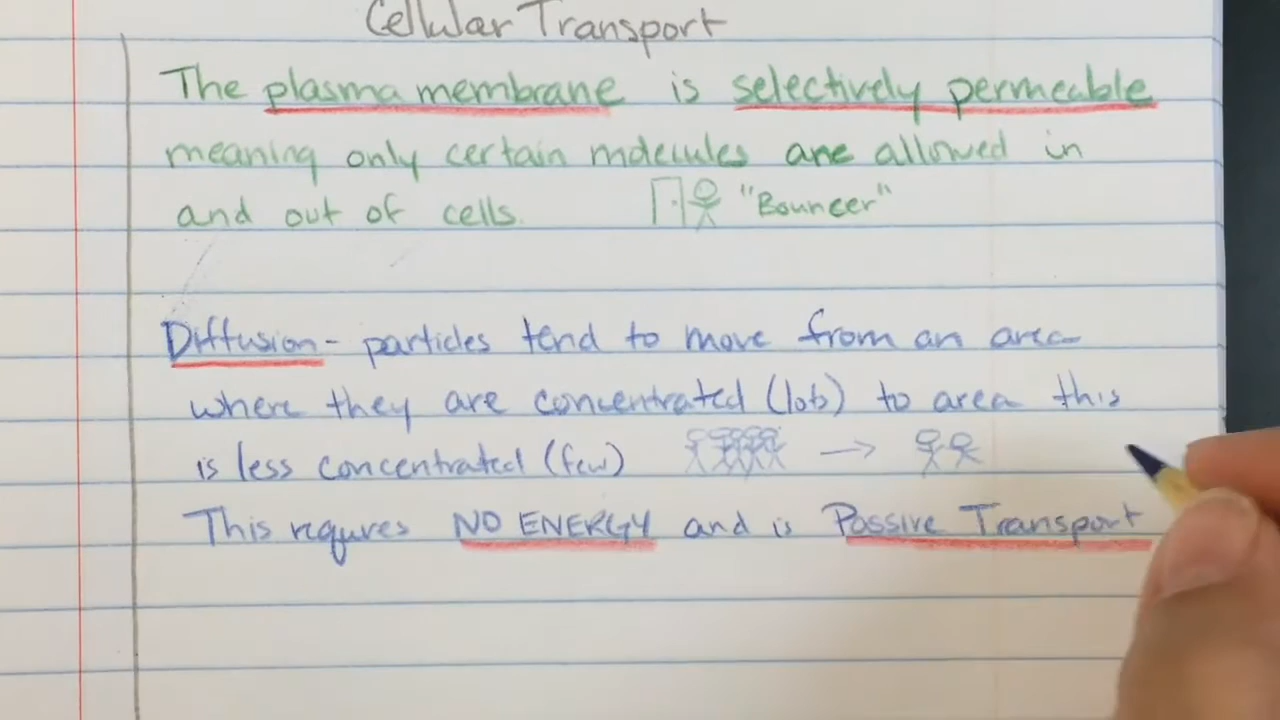 Cellular Transport
The plasma membrane is selectively permeable
meaning only certain molecules are allowed in
and out of cells. "Bouncer"
Diffusion - particles tend to move from an area
where they are concentrated (lots) to area this
is less concentrated (few) →
This requres NO ENERGY and is Passive Transport